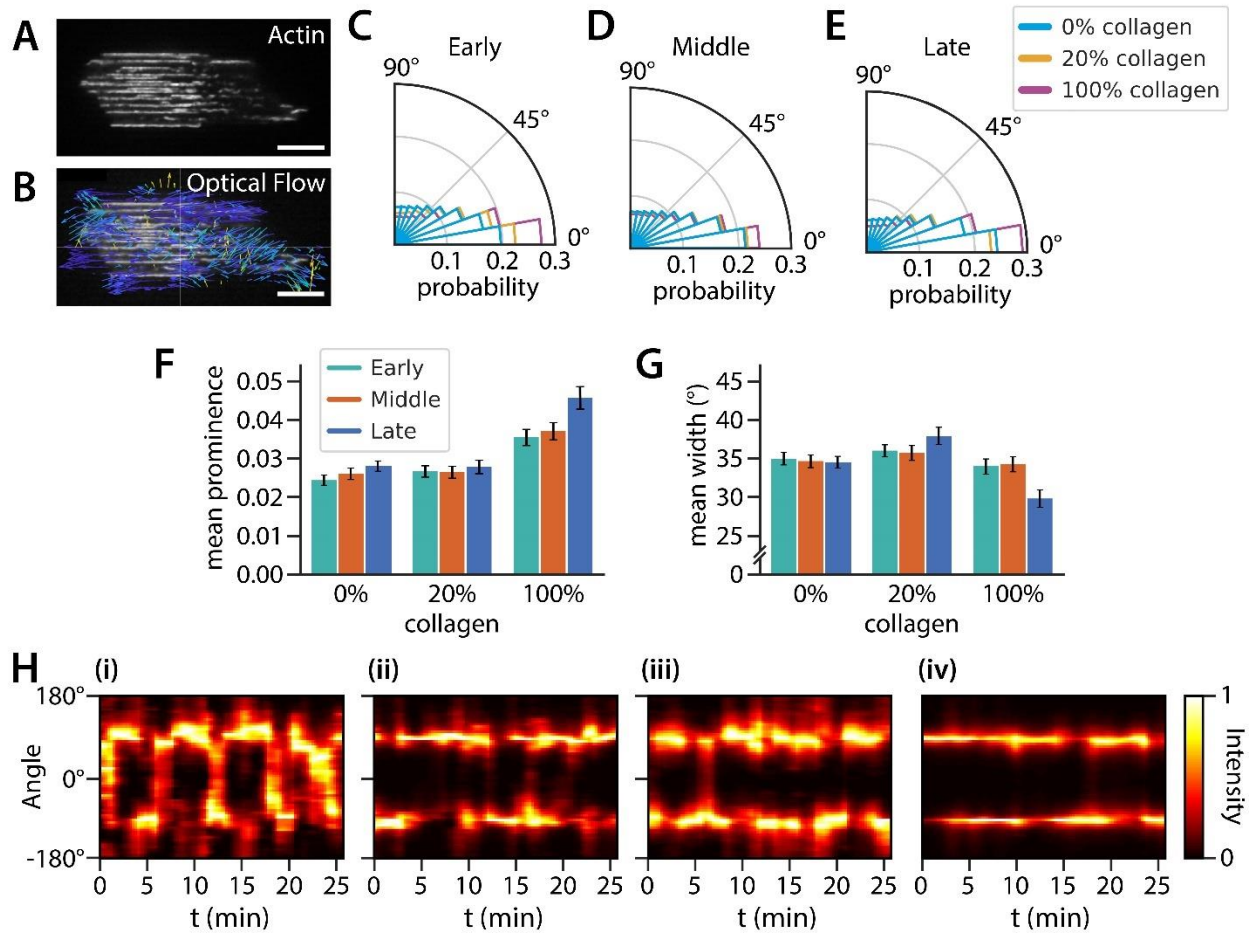 A
Actin
B
Optical Flow
C
Early
90°
45°
0°
0.1 0.2 0.3
probability
D
Middle
90°
45°
0°
0.1 0.2 0.3
probability
E
Late
90°
45°
0°
0.1 0.2 0.3
probability
0% collagen
20% collagen
100% collagen
F
mean prominence
0.05
0.04
0.03
0.02
0.01
0.00
Early
Middle
Late
0% 20% 100%
collagen
G
mean width (°)
45
40
35
30
25
0
0% 20% 100%
collagen
H
(i) (ii) (iii) (iv)
Angle
180°
0°
-180°
0 5 10 15 20 25
t (min)
0 5 10 15 20 25
t (min)
0 5 10 15 20 25
t (min)
0 5 10 15 20 25
t (min)
1
Intensity
0